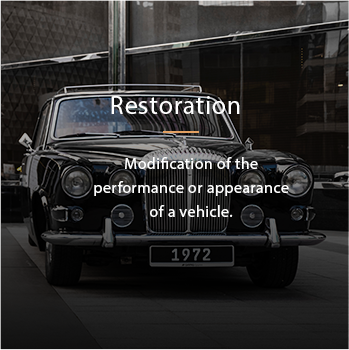 Restoration
Modification of the
performance or appearance
of a vehicle.
1972